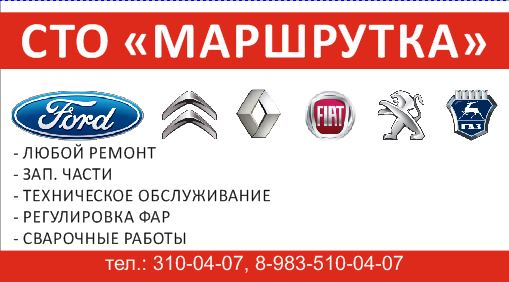 СТО «МАРШРУТКА»
Ford FIAT ГАЗ
- ЛЮБОЙ РЕМОНТ
- ЗАП. ЧАСТИ
- ТЕХНИЧЕСКОЕ ОБСЛУЖИВАНИЕ
- РЕГУЛИРОВКА ФАР
- СВАРОЧНЫЕ РАБОТЫ
тел.: 310-04-07, 8-983-510-04-07